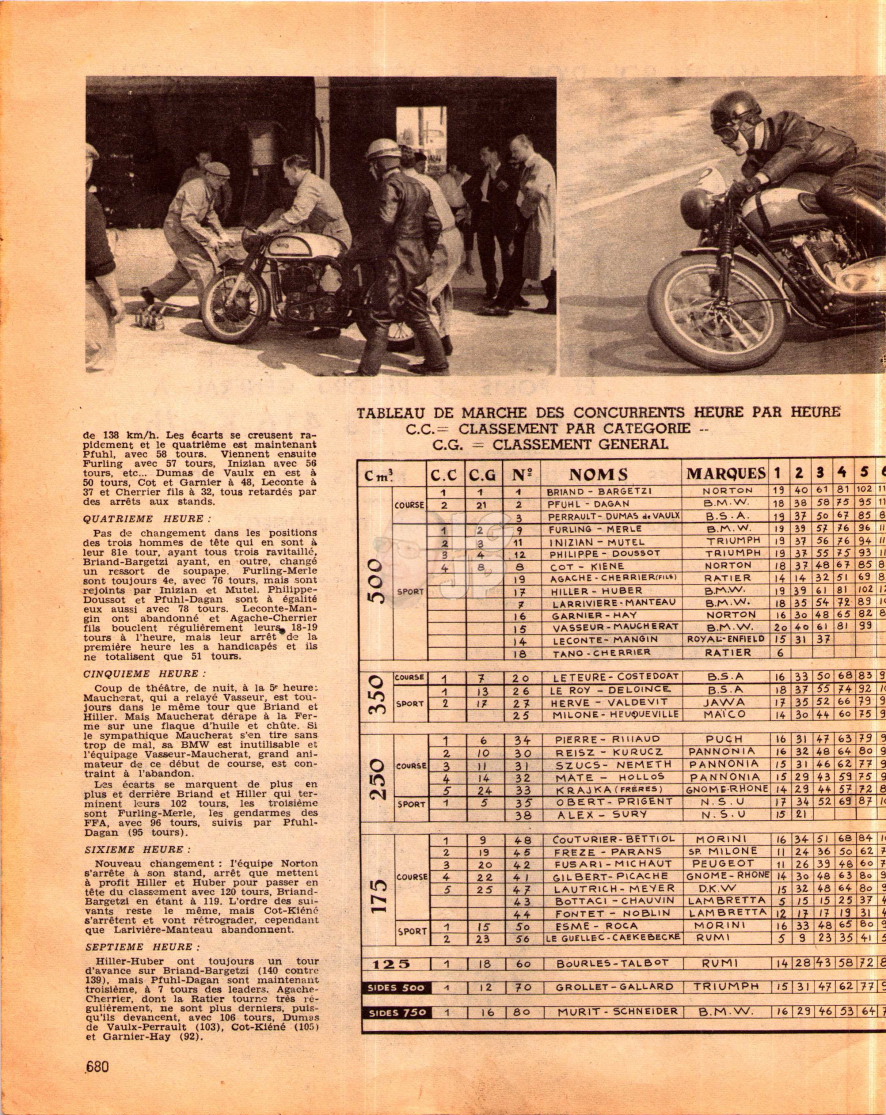 de 138 km/h. Les écarts se creusent ra-
pidement et le quatrième est maintenant
Pfuhl, avec 58 tours. Viennent ensuite
Furling avec 57 tours, Inizian avec 56
tours, etc... Dumas de Vaulx en est à
50 tours, Cot et Garnier à 48, Leconte à
37 et Cherrier fils à 32, tous retardés par
des arrêts aux stands.
QUATRIEME HEURE :
Pas de changement dans les positions
des trois hommes de tête qui en sont à
leur 81e tour, ayant tous trois ravitaillé,
Briand-Bargetzi ayant, en outre, changé
un ressort de soupape. Furling-Merle
sont toujours 4e, avec 76 tours, mais sont
rejoints par Inizian et Mutel. Philippe-
Doussot et Pfuhl-Dagan sont à égalité
eux aussi avec 78 tours. Leconte-Man-
gin ont abandonné et Agache-Cherrier
fils bouclent régulièrement leurs 18-19
tours à l'heure, mais leur arrêt de la
première heure les a handicapés et ils
ne totalisent que 51 tours.
CINQUIEME HEURE :
Coup de théâtre, de nuit, à la 5e heure:
Maucherat, qui a relayé Vasseur, est tou-
jours dans le même tour que Briand et
Hiller. Mais Maucherat dérape à la Fer-
me sur une flaque d'huile et chûte. Si
le sympathique Maucherat s'en tire sans
trop de mal, sa BMW est inutilisable et
l'équipage Vasseur-Maucherat, grand ani-
mateur de ce début de course, est con-
traint à l'abandon.
Les écarts se marquent de plus en
plus et derrière Briand et Hiller qui ter-
minent leurs 102 tours, les troisième
sont Furling-Merle, les gendarmes des
FFA, avec 96 tours, suivis par Pfuhl-
Dagan (95 tours).
SIXIEME HEURE :
Nouveau changement : l'équipe Norton
s'arrête à son stand, arrêt que mettent
à profit Hiller et Huber pour passer en
tête du classement avec 120 tours, Briand-
Bargetzi en étant à 119. L'ordre des sui-
vants reste le même, mais Cot-Kiéné
s'arrêtent et vont rétrograder, cependant
que Larivière-Manteau abandonnent.
SEPTIEME HEURE :
Hiller-Huber ont toujours un tour
d'avance sur Briand-Bargetzi (140 contre
139), mais Pfuhl-Dagan sont maintenant
troisième, à 7 tours des leaders. Agache-
Cherrier, dont la Ratier tourne très ré-
gulièrement, ne sont plus derniers, puis-
qu'ils devancent, avec 106 tours, Dumas
de Vaulx-Perrault (103), Cot-Kiéné (105)
et Garnier-Hay (92).
680
TABLEAU DE MARCHE DES CONCURRENTS HEURE PAR HEURE
C.C.= CLASSEMENT PAR CATEGORIE --
C.G. = CLASSEMENT GENERAL
Cm3 C.C C.G Nº NOMS MARQUES 1 2 3 4 5 6
500
COURSE
1 1 1 BRIAND - BARGETZI NORTON 19 40 61 81 102 11
2 21 2 PFUHL - DAGAN B.M.W. 18 38 58 75 95 11
3 PERRAULT - DUMAS de VAULX B.S.A. 19 37 50 67 85 8
SPORT
1 2 9 FURLING - MERLE B.M.W. 19 39 57 76 96 11
2 3 11 INIZIAN - MUTEL TRIUMPH 19 37 56 76 94 11
3 4 12 PHILIPPE - DOUSSOT TRIUMPH 19 37 55 75 93 11
4 8 8 COT - KIENE NORTON 18 37 48 67 85 8
19 AGACHE - CHERRIER (FILS) RATIER 14 14 32 51 69 8
17 HILLER - HUBER B.M.W. 19 39 61 81 102 12
7 LARRIVIERE - MANTEAU B.M.W. 18 35 54 72 89 10
16 GARNIER - HAY NORTON 16 30 48 65 82 8
15 VASSEUR - MAUCHERAT B.M.W. 20 40 61 81 99
14 LECONTE - MANGIN ROYAL-ENFIELD 15 31 37
18 TANO - CHERRIER RATIER 6
350
COURSE 1 7 20 LETEURE - COSTEDOAT B.S.A 16 33 50 68 83 9
SPORT
1 13 26 LE ROY - DELOINCE B.S.A 18 37 55 74 92 10
2 17 27 HERVE - VALDEVIT JAWA 17 35 52 66 79 9
25 MILONE - HEUQUEVILLE MAÏCO 14 30 44 60 75 9
250
COURSE
1 6 34 PIERRE - RILLAUD PUCH 16 31 47 63 79 9
2 10 30 REISZ - KURUCZ PANNONIA 16 32 48 64 80 9
3 11 31 SZUCS - NEMETH PANNONIA 15 31 46 62 77 9
4 14 32 MATE - HOLLOS PANNONIA 15 29 43 59 75 9
5 24 33 KRAJKA (FRÈRES) GNOME-RHONE 14 29 44 57 72 8
SPORT
1 5 35 OBERT - PRIGENT N.S.U 17 34 52 69 87 10
38 ALEX - SURY N.S.U 15 21
175
COURSE
1 9 48 COUTURIER - BETTIOL MORINI 16 34 51 68 84 10
2 19 45 FREZE - PARANS SP. MILONE 11 24 36 50 62 7
3 20 42 FUSARI - MICHAUT PEUGEOT 11 26 39 48 60 7
4 22 41 GILBERT - PICACHE GNOME - RHONE 14 30 48 63 80 9
5 25 47 LAUTRICH - MEYER D.K.W 15 32 48 64 80 9
43 BOTTACI - CHAUVIN LAMBRETTA 5 15 15 25 37 4
44 FONTET - NOBLIN LAMBRETTA 12 17 17 19 31 4
SPORT
1 15 50 ESME - ROCA MORINI 16 33 48 65 80 9
2 23 56 LE GUELLEC - CAEKEBECKE RUMI 5 9 23 35 41 5
125 1 18 60 BOURLES - TALBOT RUMI 14 28 43 58 72 8
SIDES 500 1 12 70 GROLLET - GALLARD TRIUMPH 15 31 47 62 77 9
SIDES 750 1 16 80 MURIT - SCHNEIDER B.M.W. 16 29 46 53 64 7